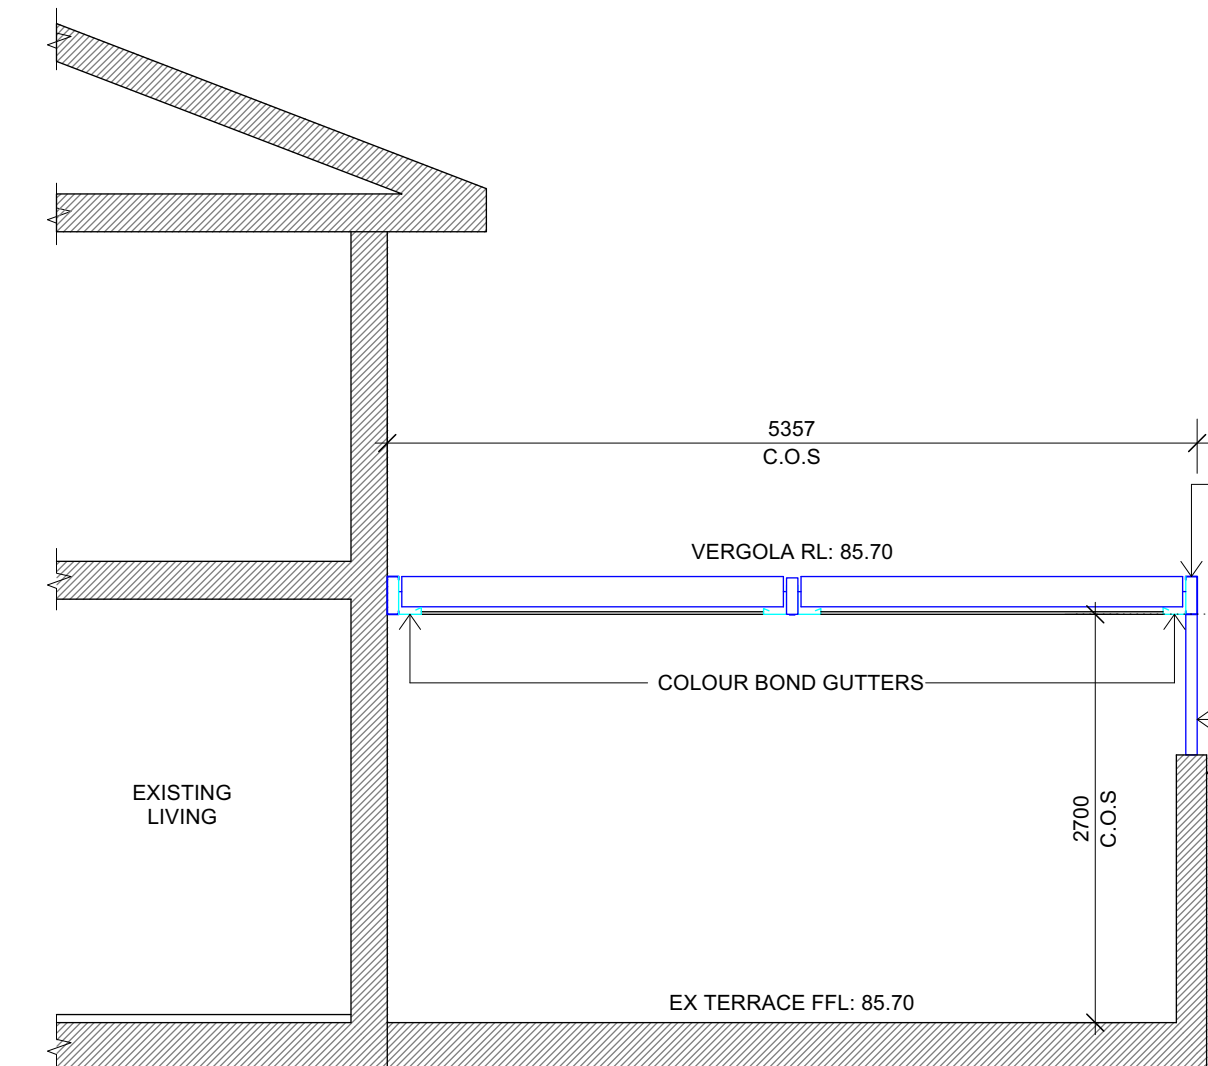 5357
C.O.S
VERGOLA RL: 85.70
COLOUR BOND GUTTERS
EXISTING
LIVING
2700
C.O.S
EX TERRACE FFL: 85.70